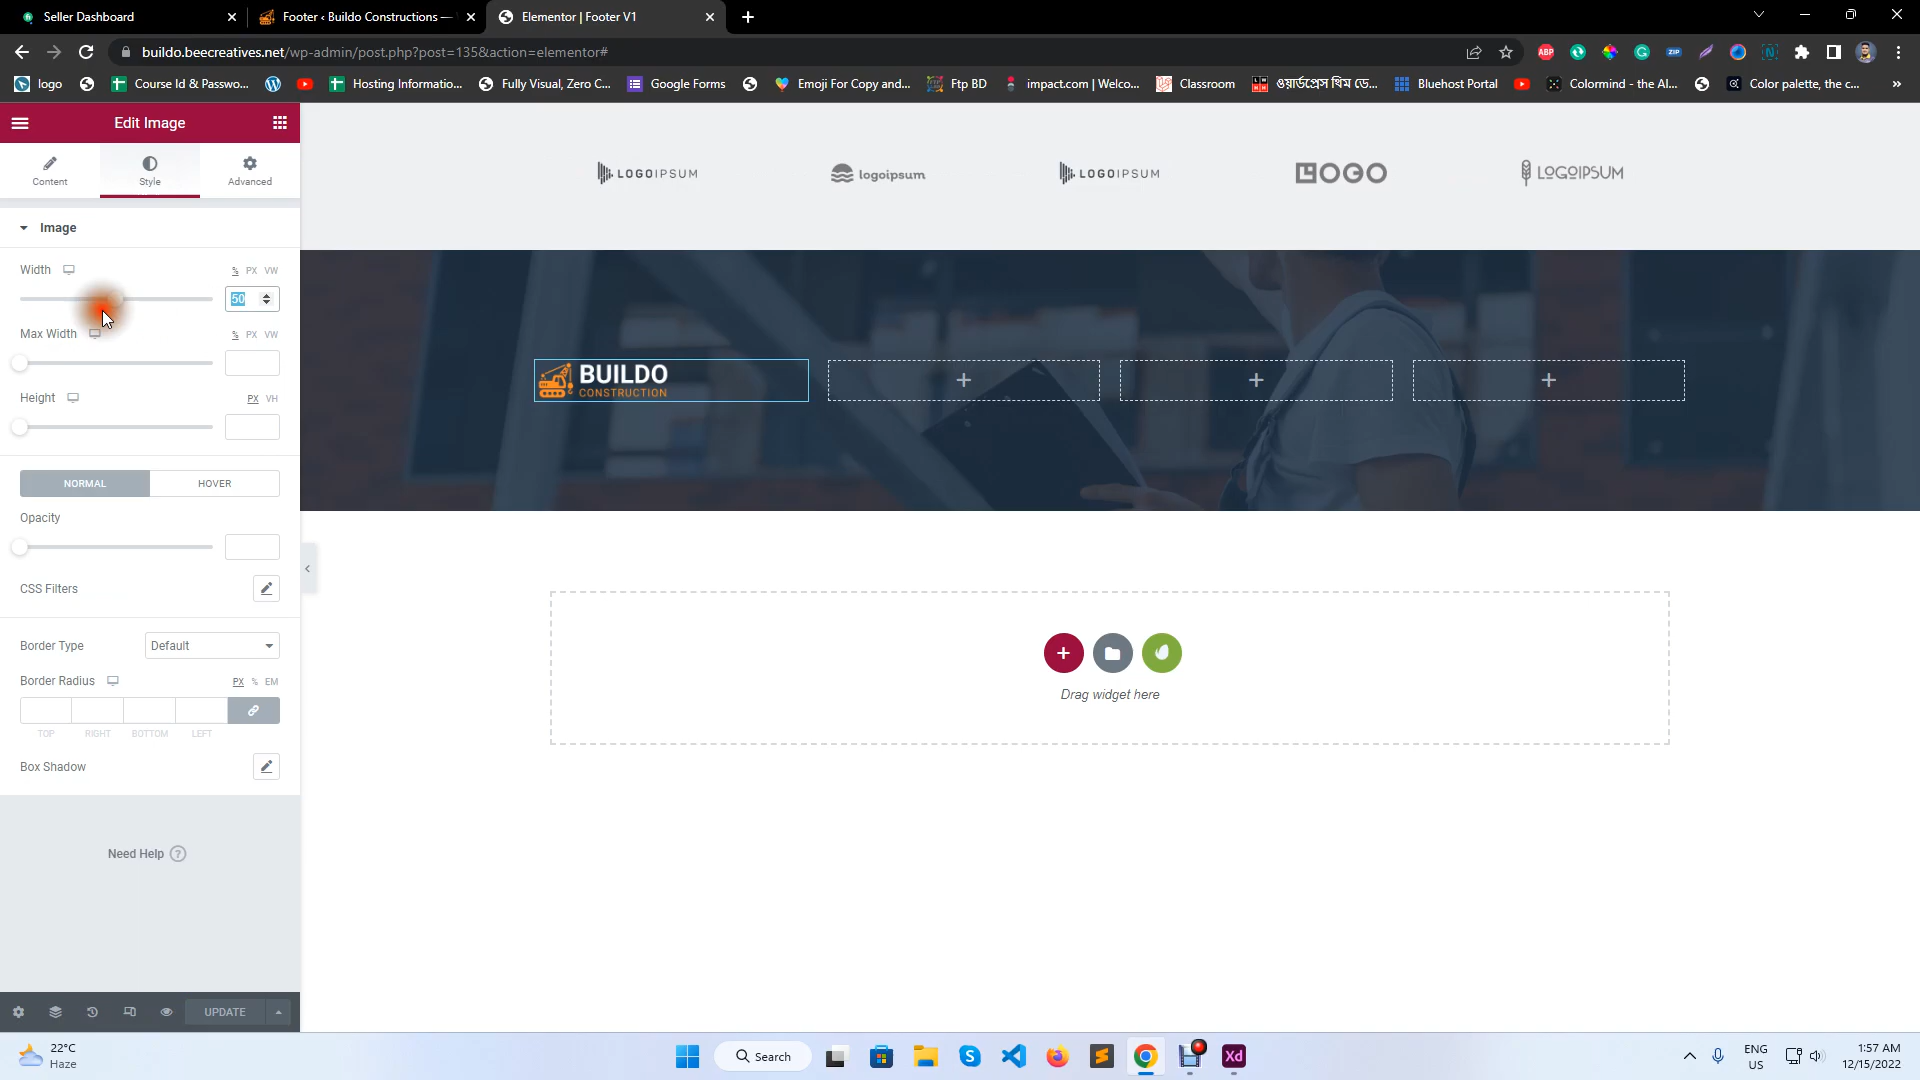 Seller Dashboard
Footer ‹ Buildo Constructions —
Elementor | Footer V1
buildo.beecreatives.net/wp-admin/post.php?post=135&action=elementor#
ABP
ZIP
N
logo
Course Id & Passwo...
Hosting Informatio...
Fully Visual, Zero C...
Google Forms
Emoji For Copy and...
Ftp BD
impact.com | Welco...
Classroom
ওয়ার্ডপ্রেস থিম ডে...
Bluehost Portal
Colormind - the AI...
Color palette, the c...
»
Edit Image
Content
Style
Advanced
Image
Width
% PX VW
50
Max Width
% PX VW
Height
PX VH
NORMAL
HOVER
Opacity
CSS Filters
Border Type
Default
Border Radius
PX % EM
TOP RIGHT BOTTOM LEFT
Box Shadow
Need Help ?
UPDATE
LOGOIPSUM
logoipsum
LOGOIPSUM
LOGO
LOGOIPSUM
BUILDO
CONSTRUCTION
Drag widget here
22°C
Haze
Search
Xd
ENG
US
1:57 AM
12/15/2022